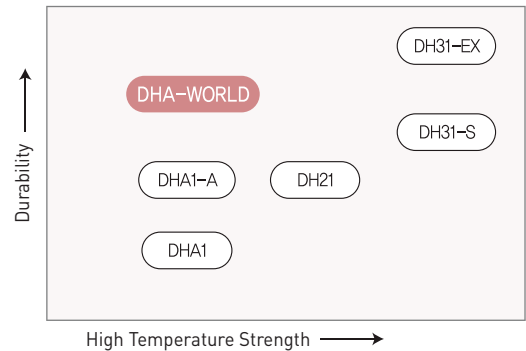 DH31-EX
DHA-WORLD
DH31-S
DHA1-A
DH21
DHA1
Durability
High Temperature Strength